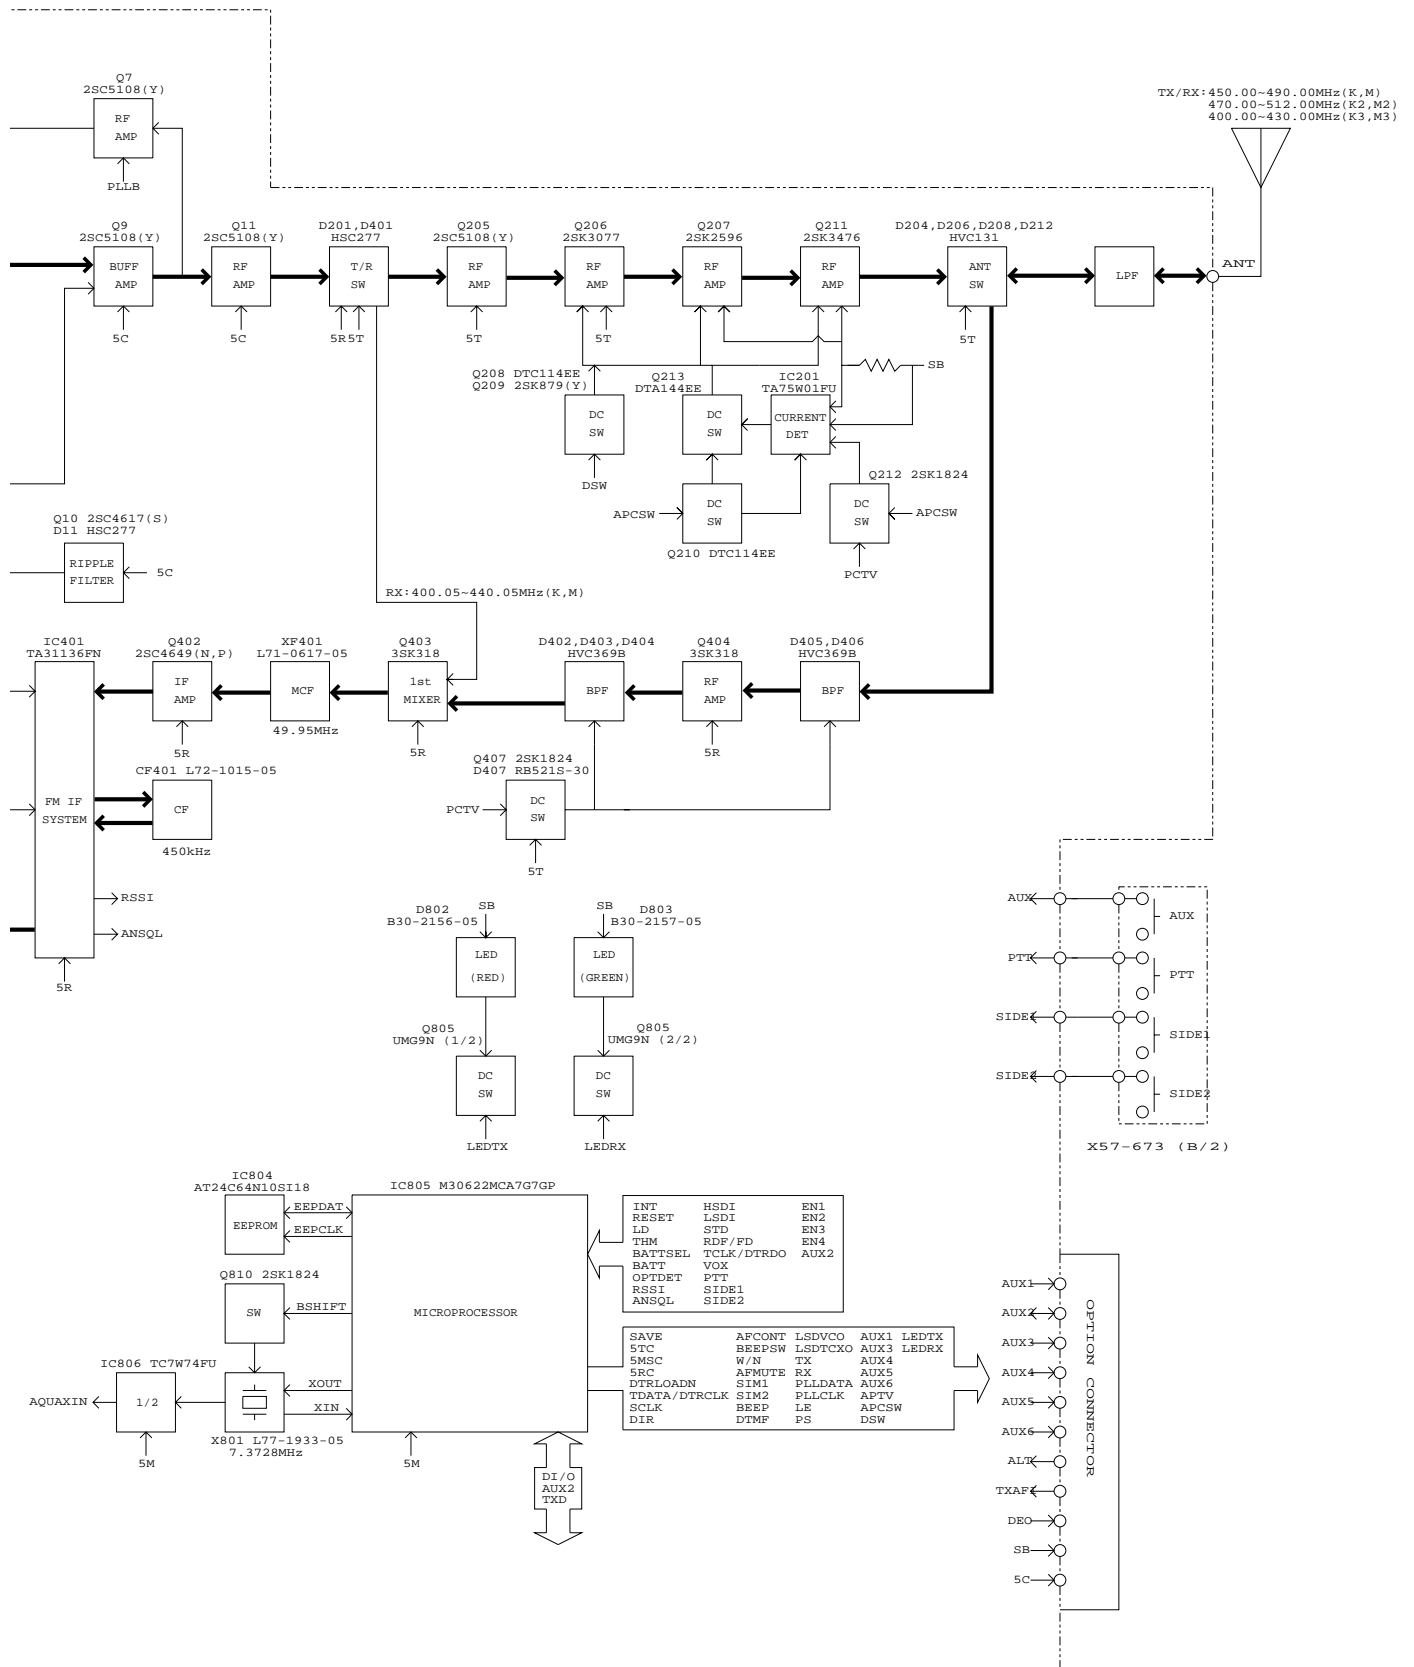 Q7
2SC5108(Y)
RF
AMP
PLLB
TX/RX:450.00~490.00MHz(K,M)
470.00~512.00MHz(K2,M2)
400.00~430.00MHz(K3,M3)
ANT
Q9
2SC5108(Y)
BUFF
AMP
5C
Q11
2SC5108(Y)
RF
AMP
5C
D201,D401
HSC277
T/R
SW
5R 5T
Q205
2SC5108(Y)
RF
AMP
5T
Q206
2SK3077
RF
AMP
5T
Q207
2SK2596
RF
AMP
Q211
2SK3476
RF
AMP
D204,D206,D208,D212
HVC131
ANT
SW
5T
LPF
SB
Q208 DTC114EE
Q209 2SK879(Y)
DC
SW
DSW
Q213
DTA144EE
DC
SW
IC201
TA75W01FU
CURRENT
DET
APCSW
DC
SW
Q210 DTC114EE
Q212 2SK1824
DC
SW
APCSW
PCTV
Q10 2SC4617(S)
D11 HSC277
RIPPLE
FILTER
5C
RX:400.05~440.05MHz(K,M)
IC401
TA31136FN
FM IF
SYSTEM
5R
RSSI
ANSQL
Q402
2SC4649(N,P)
IF
AMP
5R
XF401
L71-0617-05
MCF
49.95MHz
Q403
3SK318
1st
MIXER
5R
D402,D403,D404
HVC369B
BPF
Q404
3SK318
RF
AMP
5R
D405,D406
HVC369B
BPF
CF401 L72-1015-05
CF
450kHz
Q407 2SK1824
D407 RB521S-30
PCTV
DC
SW
5T
D802
B30-2156-05
SB
LED
(RED)
Q805
UMG9N (1/2)
DC
SW
LEDTX
SB
D803
B30-2157-05
LED
(GREEN)
Q805
UMG9N (2/2)
DC
SW
LEDRX
AUX
PTT
SIDE1
SIDE2
AUX
PTT
SIDE1
SIDE2
X57-673 (B/2)
IC804
AT24C64N10SI18
EEPROM
EEPDAT
EEPCLK
Q810 2SK1824
SW
BSHIFT
IC806 TC7W74FU
AQUAXIN
1/2
5M
XOUT
XIN
X801 L77-1933-05
7.3728MHz
IC805 M30622MCA7G7GP
MICROPROCESSOR
5M
INT HSDI EN1
RESET LSDI EN2
LD STD EN3
THM RDF/FD EN4
BATTSEL TCLK/DTRDO AUX2
BATT VOX
OPTDET PTT
RSSI SIDE1
ANSQL SIDE2
SAVE AFCONT LSDVCO AUX1 LEDTX
5TC BEEPSW LSDTCXO AUX3 LEDRX
5MSC W/N TX AUX4
5RC AFMUTE RX AUX5
DTRLOADN SIM1 PLLDATA AUX6
TDATA/DTRCLK SIM2 PLLCLK APTV
SCLK BEEP LE APCSW
DIR DTMF PS DSW
DI/O
AUX2
TXD
AUX1
AUX2
AUX3
AUX4
AUX5
AUX6
ALT
DEO
SB
5C
OPTION CONNECTOR